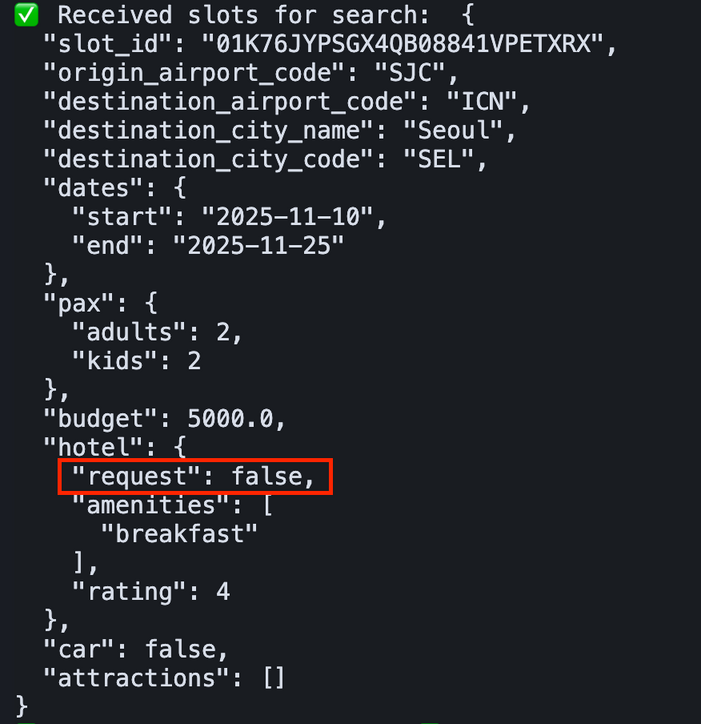 ✅ Received slots for search:  {
  "slot_id": "01K76JYPSGX4QB08841VPETXRX",
  "origin_airport_code": "SJC",
  "destination_airport_code": "ICN",
  "destination_city_name": "Seoul",
  "destination_city_code": "SEL",
  "dates": {
    "start": "2025-11-10",
    "end": "2025-11-25"
  },
  "pax": {
    "adults": 2,
    "kids": 2
  },
  "budget": 5000.0,
  "hotel": {
    "request": false,
    "amenities": [
      "breakfast"
    ],
    "rating": 4
  },
  "car": false,
  "attractions": []
}